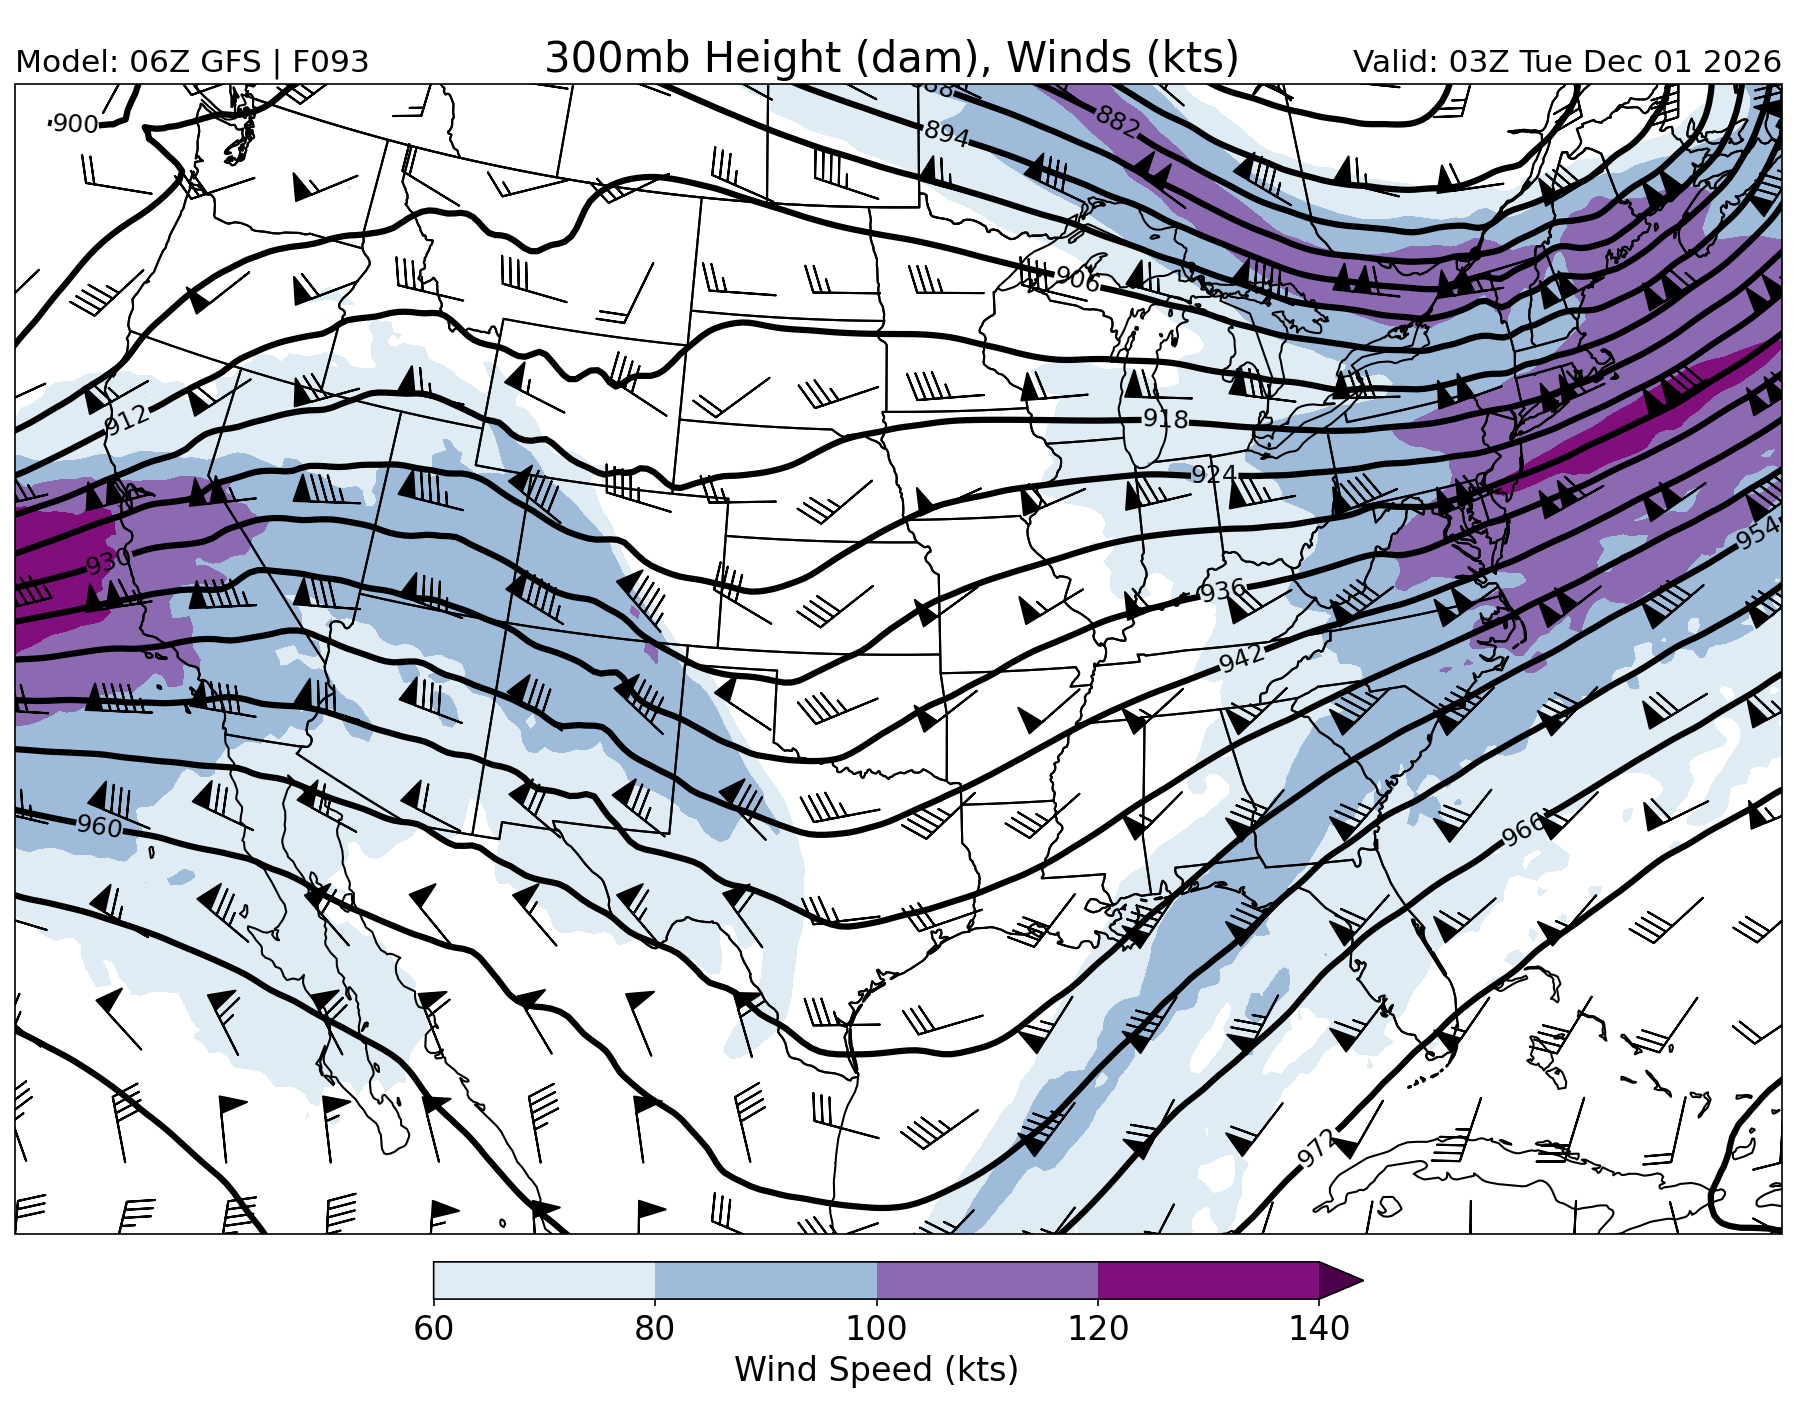 Model: 06Z GFS | F093
300mb Height (dam), Winds (kts)
Valid: 03Z Tue Dec 01 2026
900
894
882
906
912
918
924
930
936
942
954
960
966
972
60 80 100 120 140
Wind Speed (kts)